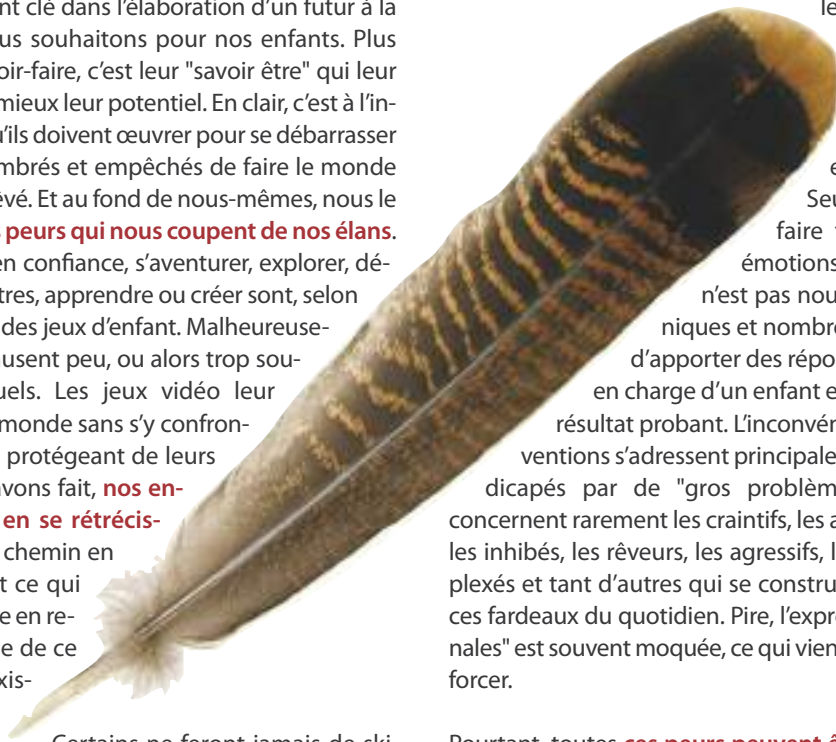 nt clé dans l'élaboration d'un futur à la
us souhaitons pour nos enfants. Plus
oir-faire, c'est leur "savoir être" qui leur
mieux leur potentiel. En clair, c'est à l'in-
u'ils doivent œuvrer pour se débarrasser
mbrés et empêchés de faire le monde
êvé. Et au fond de nous-mêmes, nous le
s peurs qui nous coupent de nos élans.
en confiance, s'aventurer, explorer, dé-
tres, apprendre ou créer sont, selon
des jeux d'enfant. Malheureuse-
usent peu, ou alors trop sou-
uels. Les jeux vidéo leur
monde sans s'y confron-
protégeant de leurs
avons fait, nos en-
en se rétrécis-
chemin en
t ce qui
e en re-
e de ce
xis-
Certains ne feront jamais de ski
le
e
Seu
faire
émotions
n'est pas nou
niques et nombre
d'apporter des répo
en charge d'un enfant e
résultat probant. L'inconvén
ventions s'adressent principale
dicapés par de "gros problèm
concernent rarement les craintifs, les a
les inhibés, les rêveurs, les agressifs, l
plexés et tant d'autres qui se constru
ces fardeaux du quotidien. Pire, l'expre
nales" est souvent moquée, ce qui vien
forcer.
Pourtant, toutes ces peurs peuvent ê